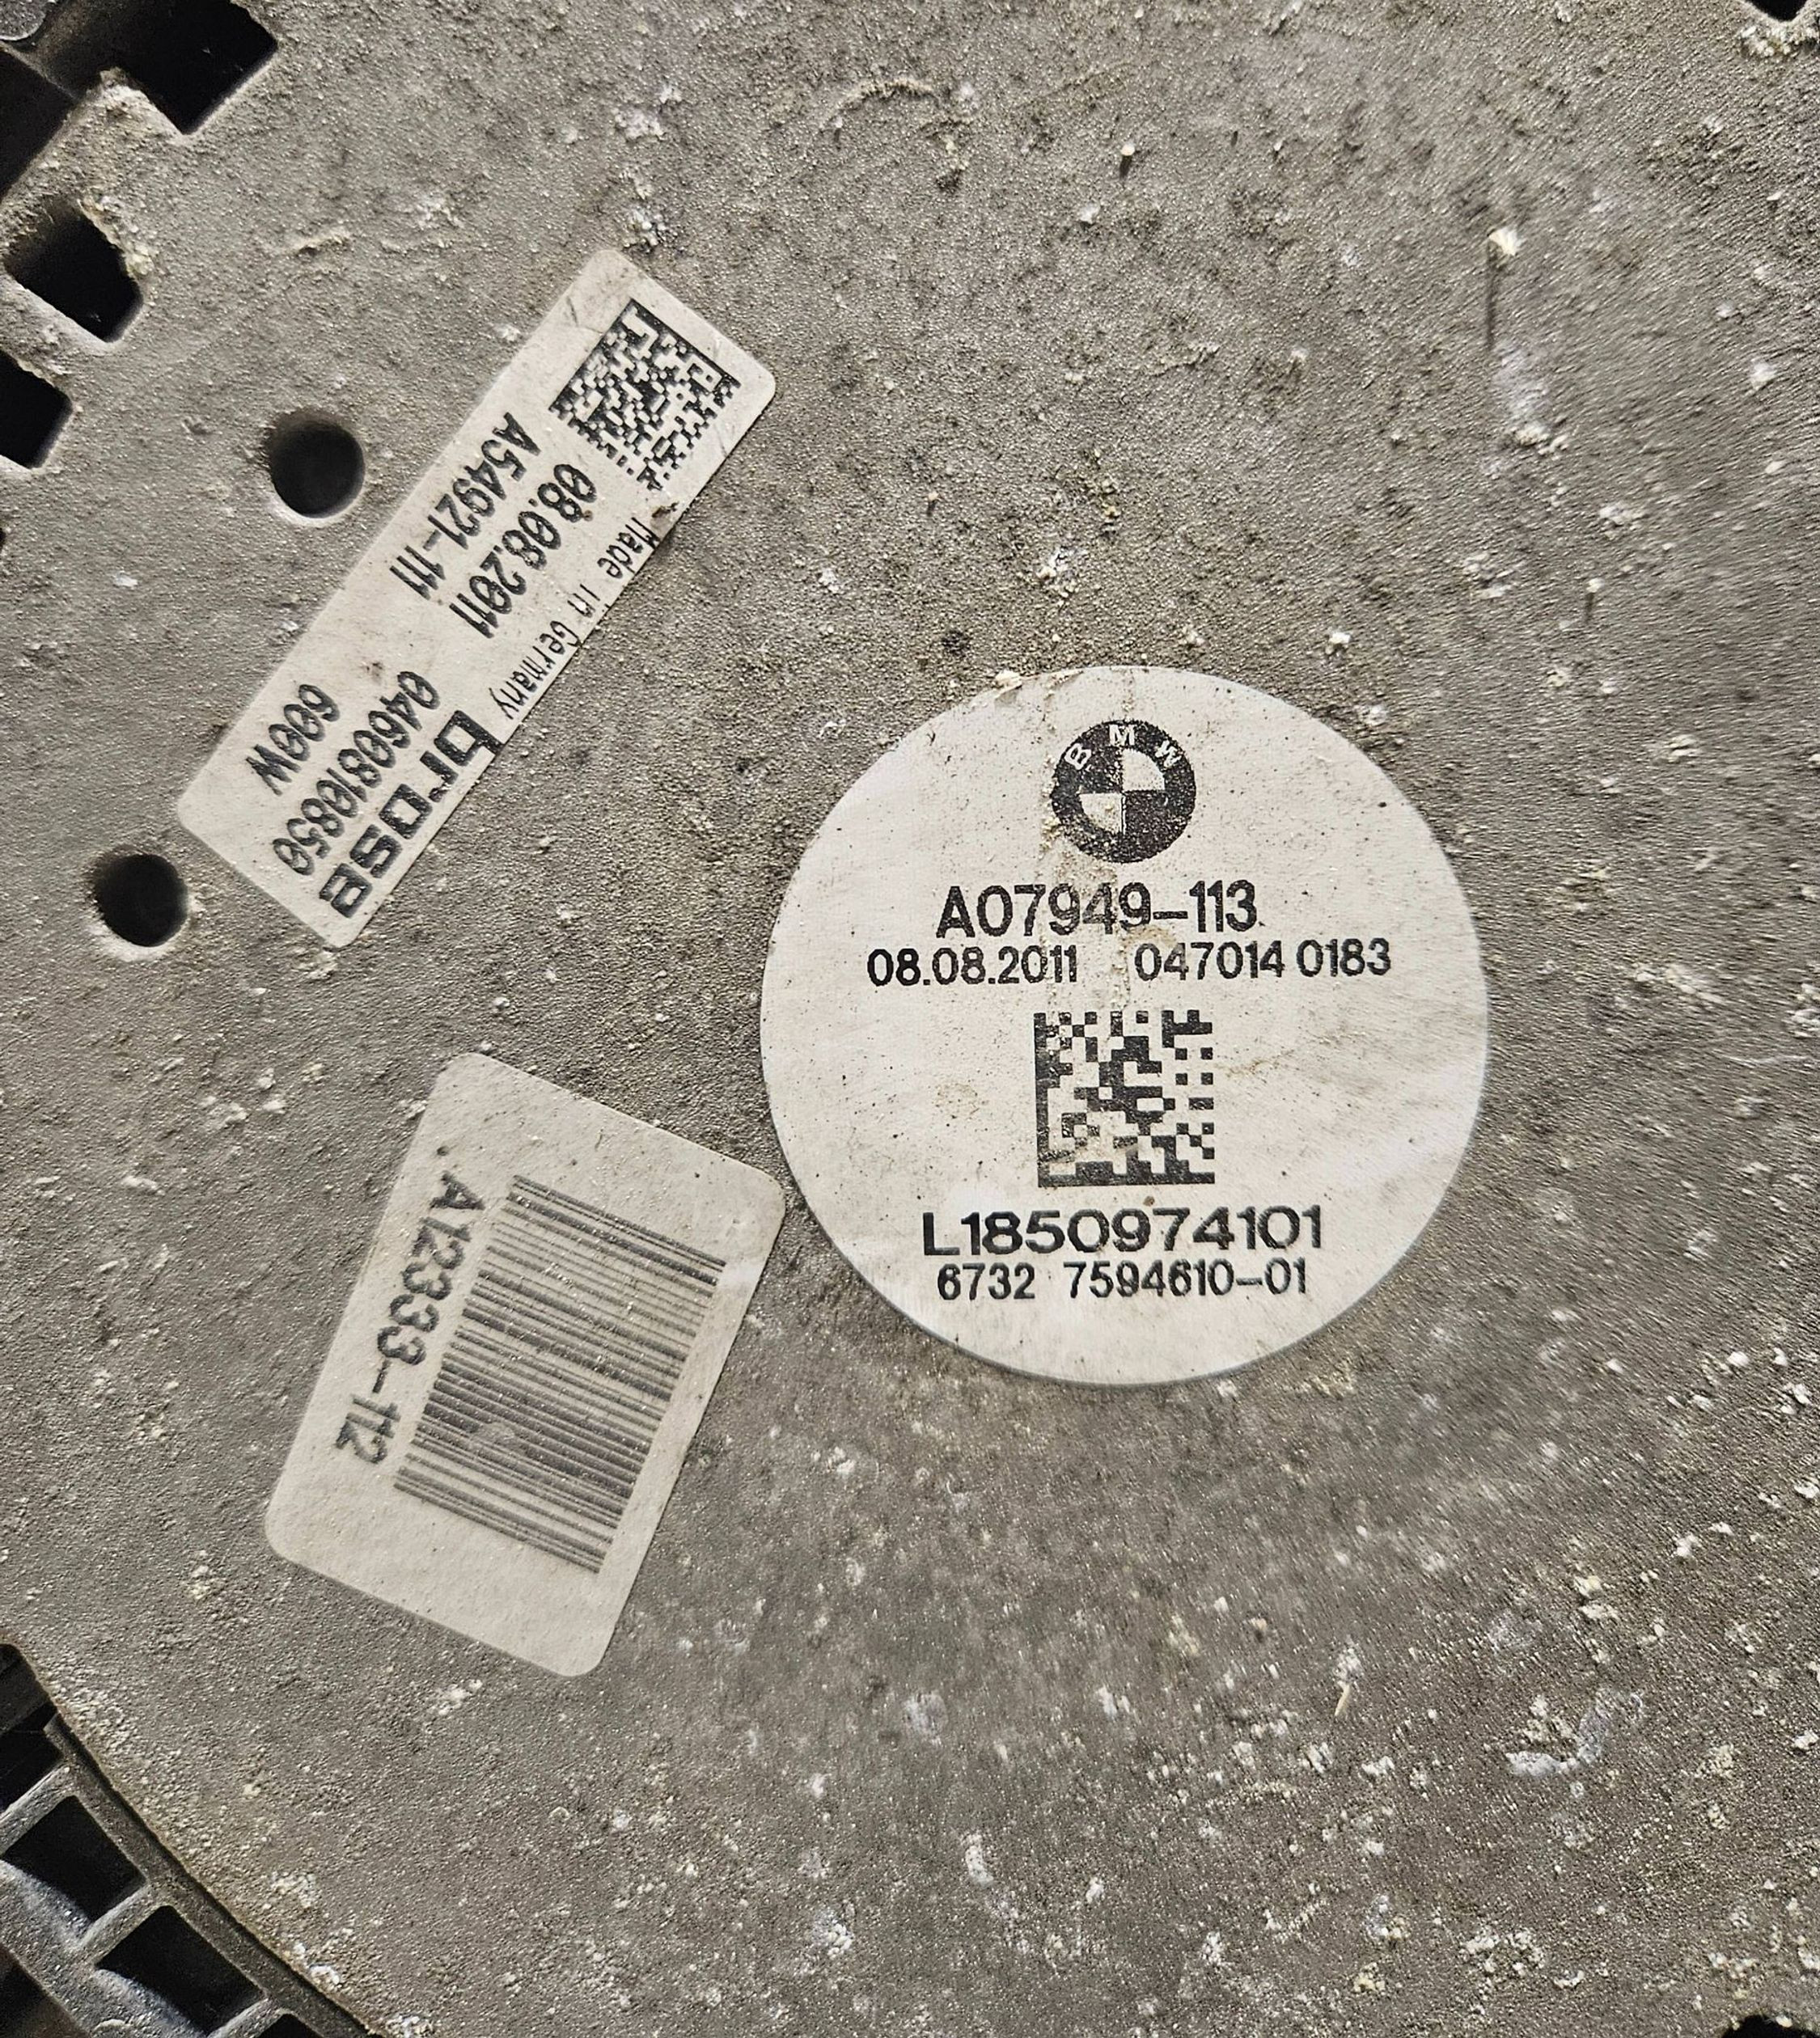 Made in Germany
brose
08.08.2011
0460810850
A54921-111
600W
BMW
A07949-113
08.08.2011 047014 0183
L1850974101
6732 7594610-01
A12333-112